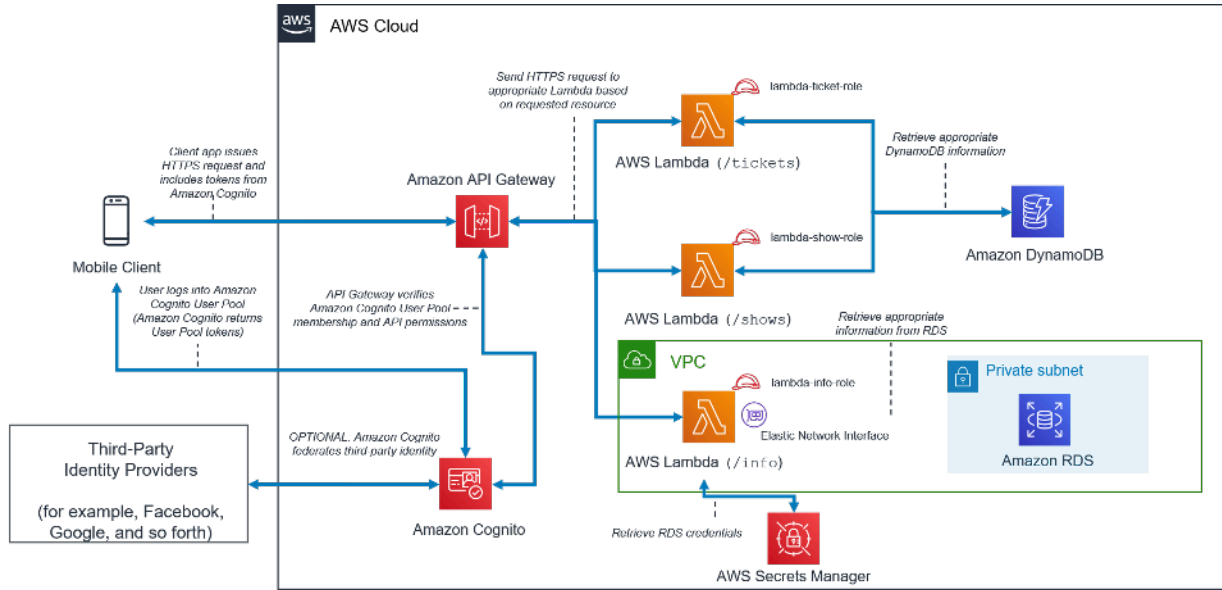 aws
AWS Cloud
Send HTTPS request to
appropriate Lambda based
on requested resource
lambda-ticket-role
AWS Lambda (/tickets)
Retrieve appropriate
DynamoDB information
Client app issues
HTTPS request and
includes tokens from
Amazon Cognito
Amazon API Gateway
Mobile Client
lambda-show-role
AWS Lambda (/shows)
Amazon DynamoDB
User logs into Amazon
Cognito User Pool
(Amazon Cognito returns
User Pool tokens)
API Gateway verifies
Amazon Cognito User Pool
membership and API permissions
Retrieve appropriate
information from RDS
VPC
lambda-info-role
Elastic Network Interface
AWS Lambda (/info)
Private subnet
Amazon RDS
Third-Party
Identity Providers
(for example, Facebook,
Google, and so forth)
OPTIONAL. Amazon Cognito
federates third party identity
Amazon Cognito
Retrieve RDS credentials
AWS Secrets Manager